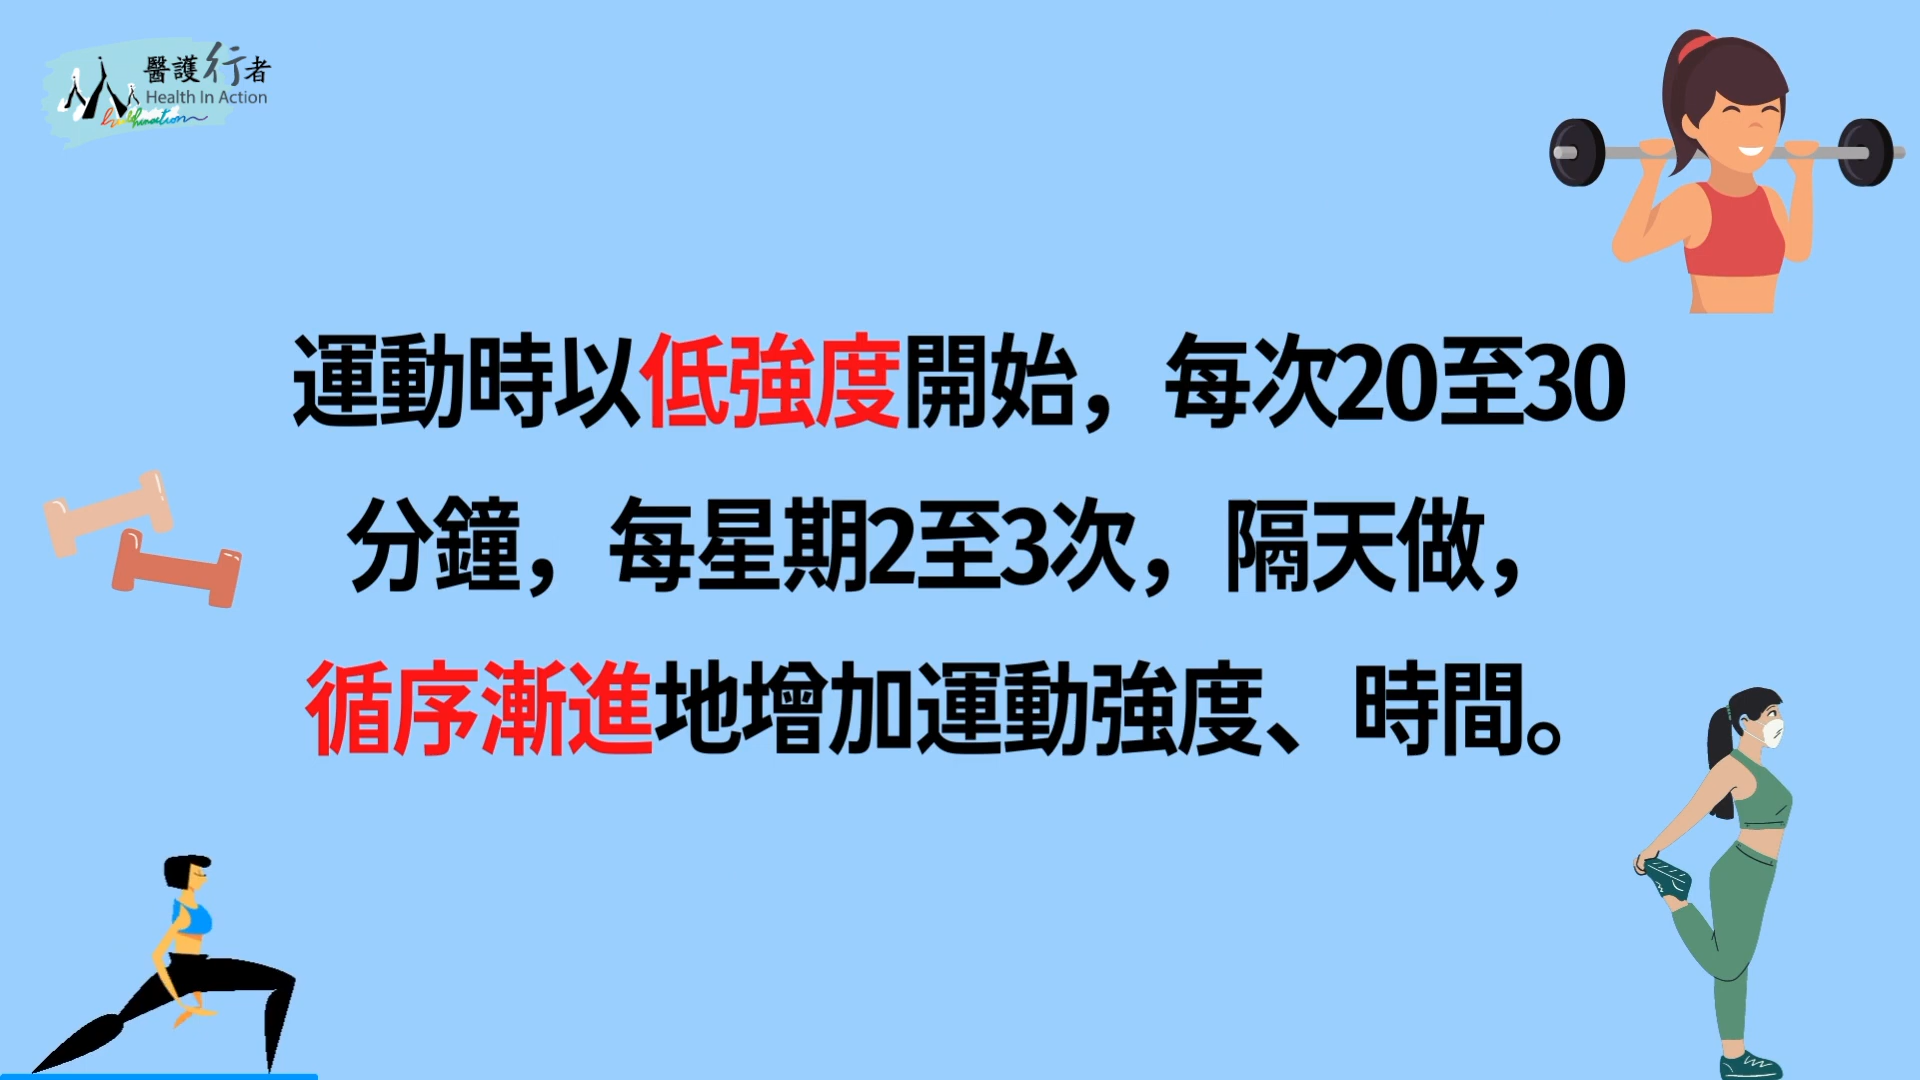 醫護行者
Health In Action
healthinaction
運動時以低強度開始，每次20至30
分鐘，每星期2至3次，隔天做，
循序漸進地增加運動強度、時間。